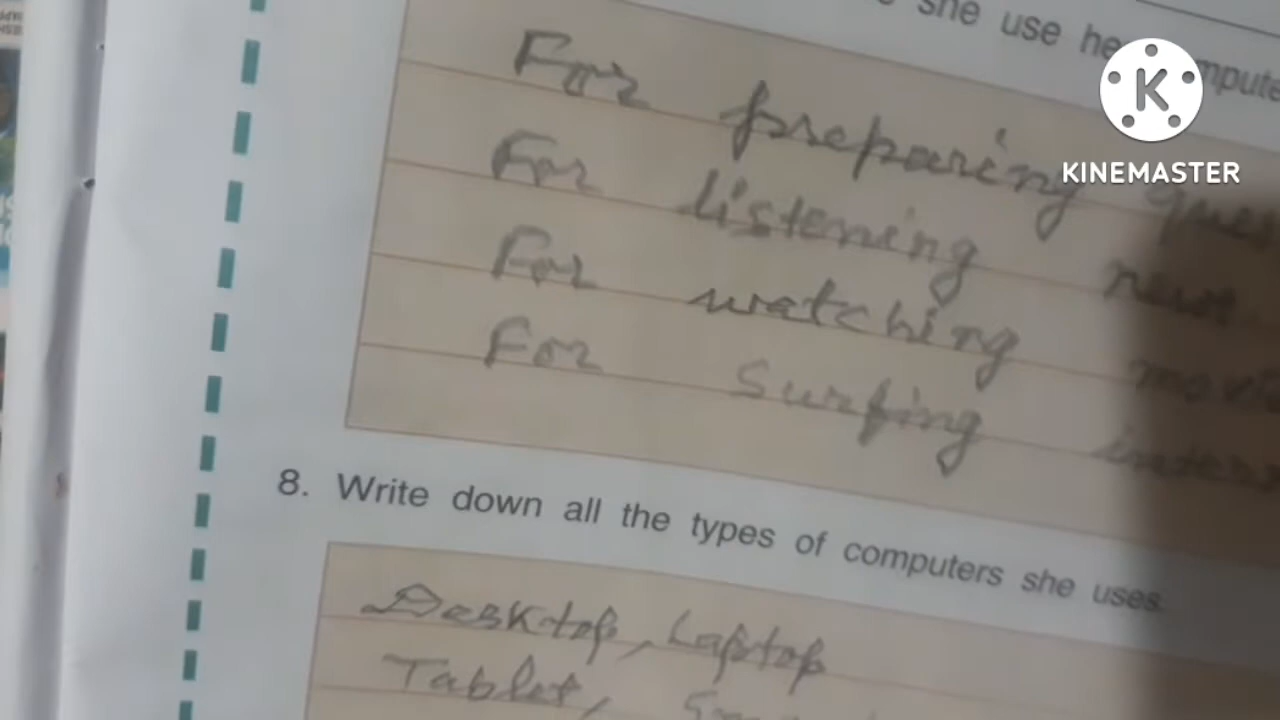 she use he
For preparing
For listening
For watching
For Surfing
8. Write down all the types of computers she uses.
Desktop, Laptop
Tablet,
KINEMASTER